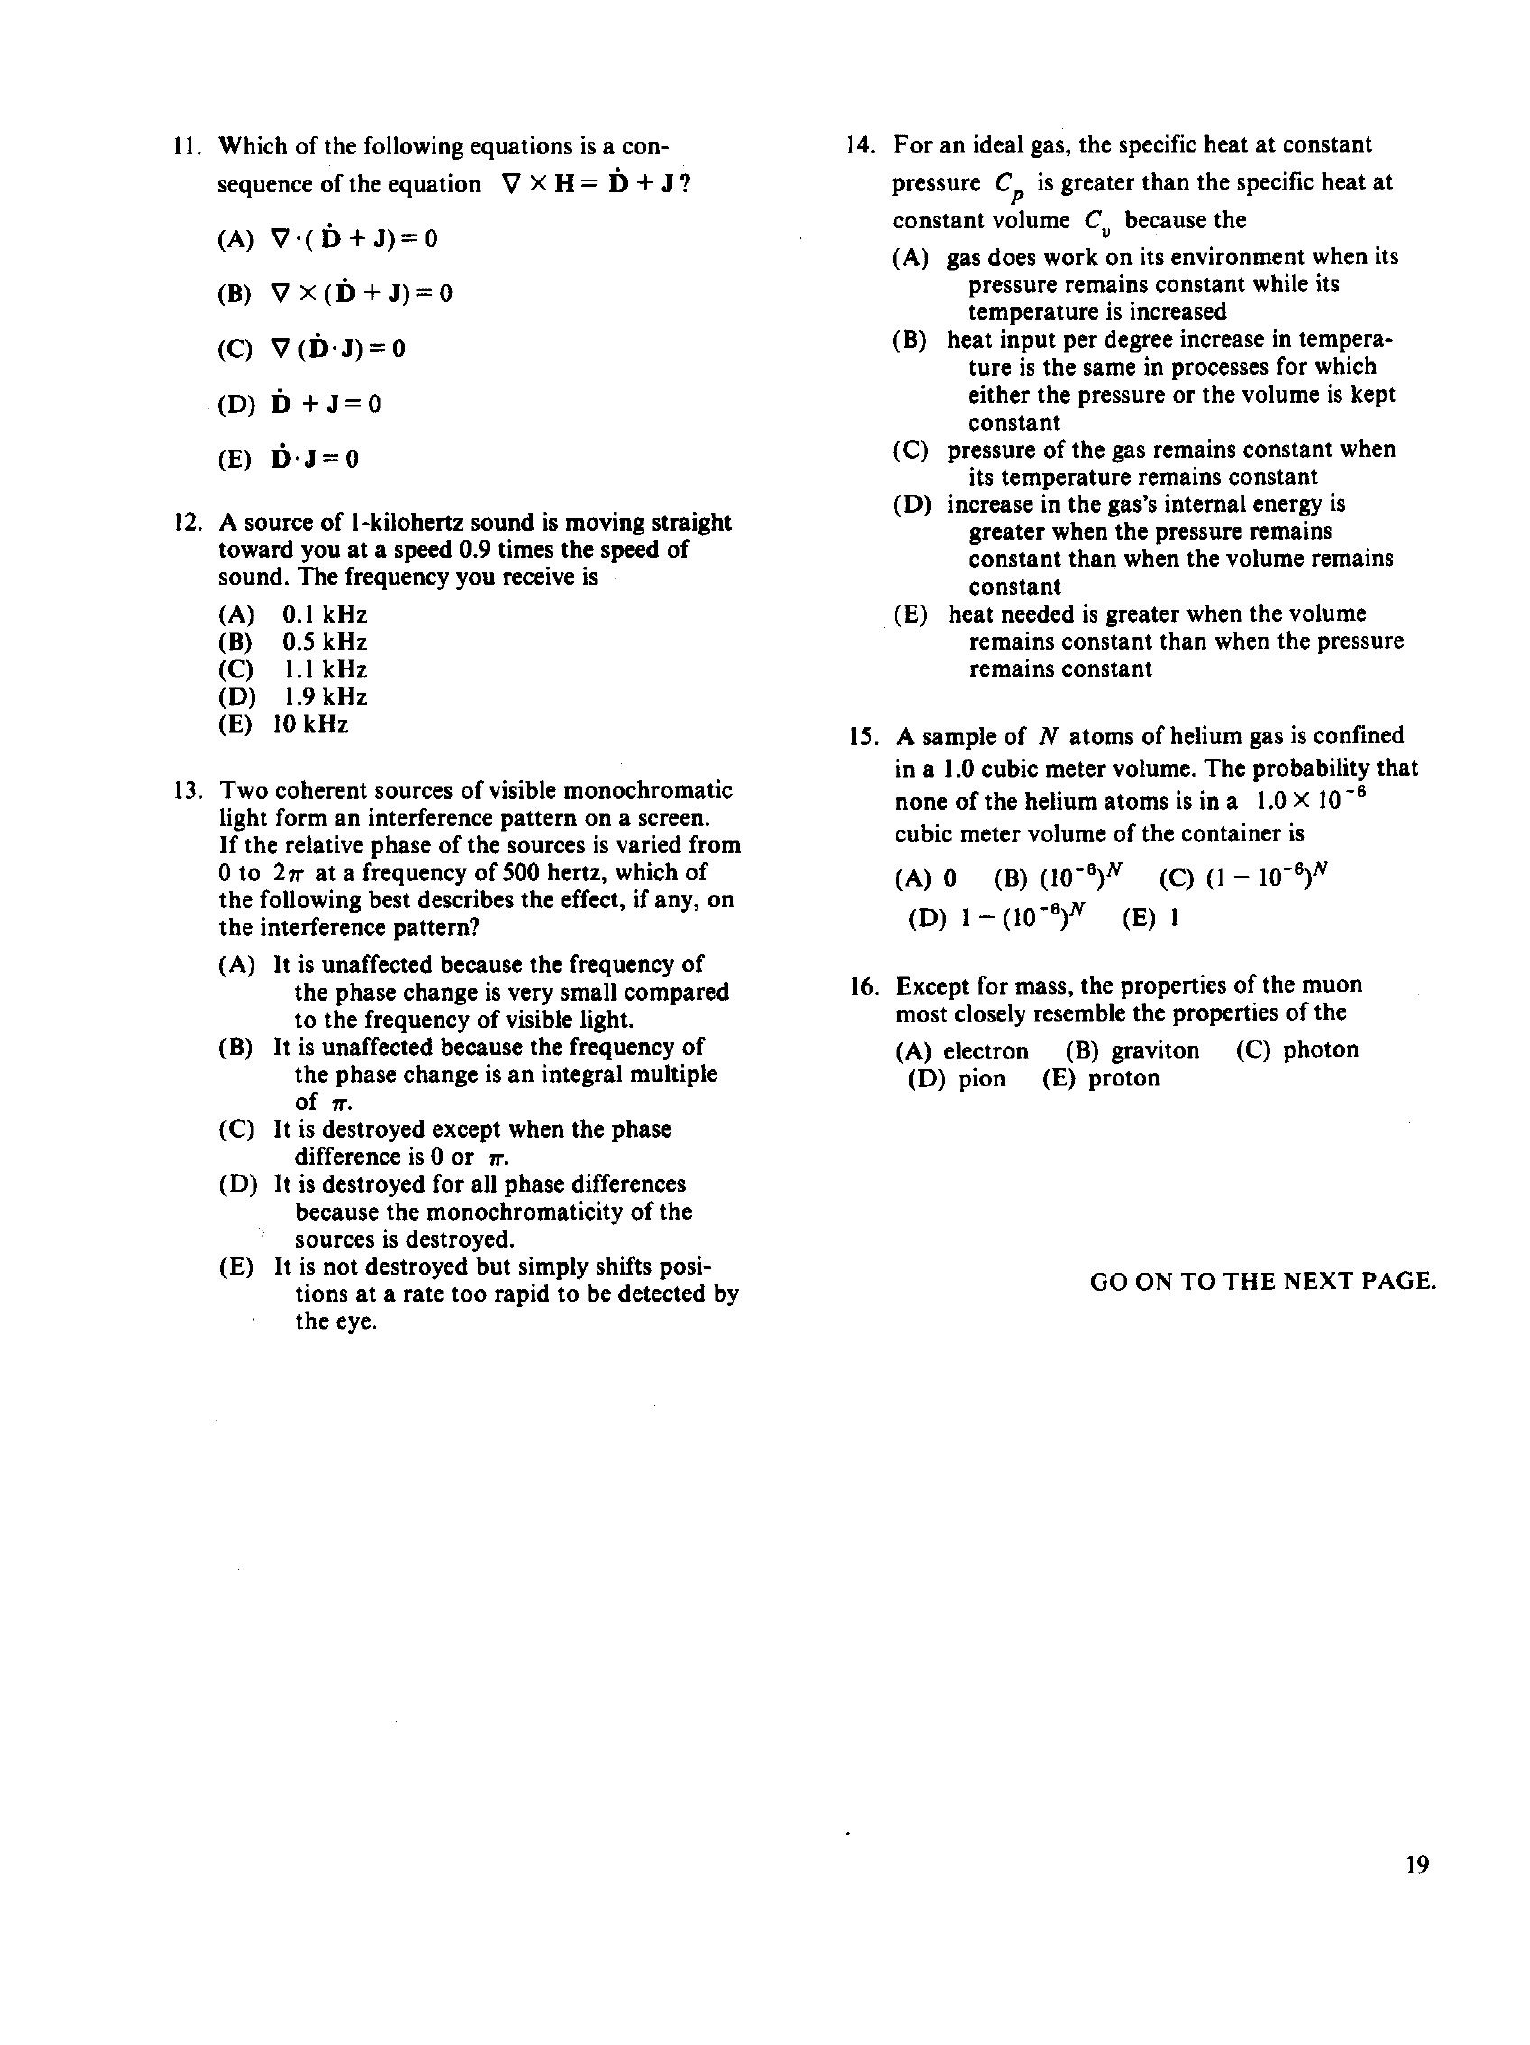 11. Which of the following equations is a con-
sequence of the equation ∇ × H = Ḋ + J?
(A) ∇·(Ḋ + J) = 0
(B) ∇ × (Ḋ + J) = 0
(C) ∇(Ḋ·J) = 0
(D) Ḋ + J = 0
(E) Ḋ·J = 0
12. A source of 1-kilohertz sound is moving straight
toward you at a speed 0.9 times the speed of
sound. The frequency you receive is
(A) 0.1 kHz
(B) 0.5 kHz
(C) 1.1 kHz
(D) 1.9 kHz
(E) 10 kHz
13. Two coherent sources of visible monochromatic
light form an interference pattern on a screen.
If the relative phase of the sources is varied from
0 to 2π at a frequency of 500 hertz, which of
the following best describes the effect, if any, on
the interference pattern?
(A) It is unaffected because the frequency of
the phase change is very small compared
to the frequency of visible light.
(B) It is unaffected because the frequency of
the phase change is an integral multiple
of π.
(C) It is destroyed except when the phase
difference is 0 or π.
(D) It is destroyed for all phase differences
because the monochromaticity of the
sources is destroyed.
(E) It is not destroyed but simply shifts posi-
tions at a rate too rapid to be detected by
the eye.
14. For an ideal gas, the specific heat at constant
pressure Cₚ is greater than the specific heat at
constant volume Cᵥ because the
(A) gas does work on its environment when its
pressure remains constant while its
temperature is increased
(B) heat input per degree increase in tempera-
ture is the same in processes for which
either the pressure or the volume is kept
constant
(C) pressure of the gas remains constant when
its temperature remains constant
(D) increase in the gas's internal energy is
greater when the pressure remains
constant than when the volume remains
constant
(E) heat needed is greater when the volume
remains constant than when the pressure
remains constant
15. A sample of N atoms of helium gas is confined
in a 1.0 cubic meter volume. The probability that
none of the helium atoms is in a 1.0 × 10⁻⁶
cubic meter volume of the container is
(A) 0 (B) (10⁻⁶)ᴺ (C) (1 − 10⁻⁶)ᴺ
(D) 1 − (10⁻⁶)ᴺ (E) 1
16. Except for mass, the properties of the muon
most closely resemble the properties of the
(A) electron (B) graviton (C) photon
(D) pion (E) proton
GO ON TO THE NEXT PAGE.
19